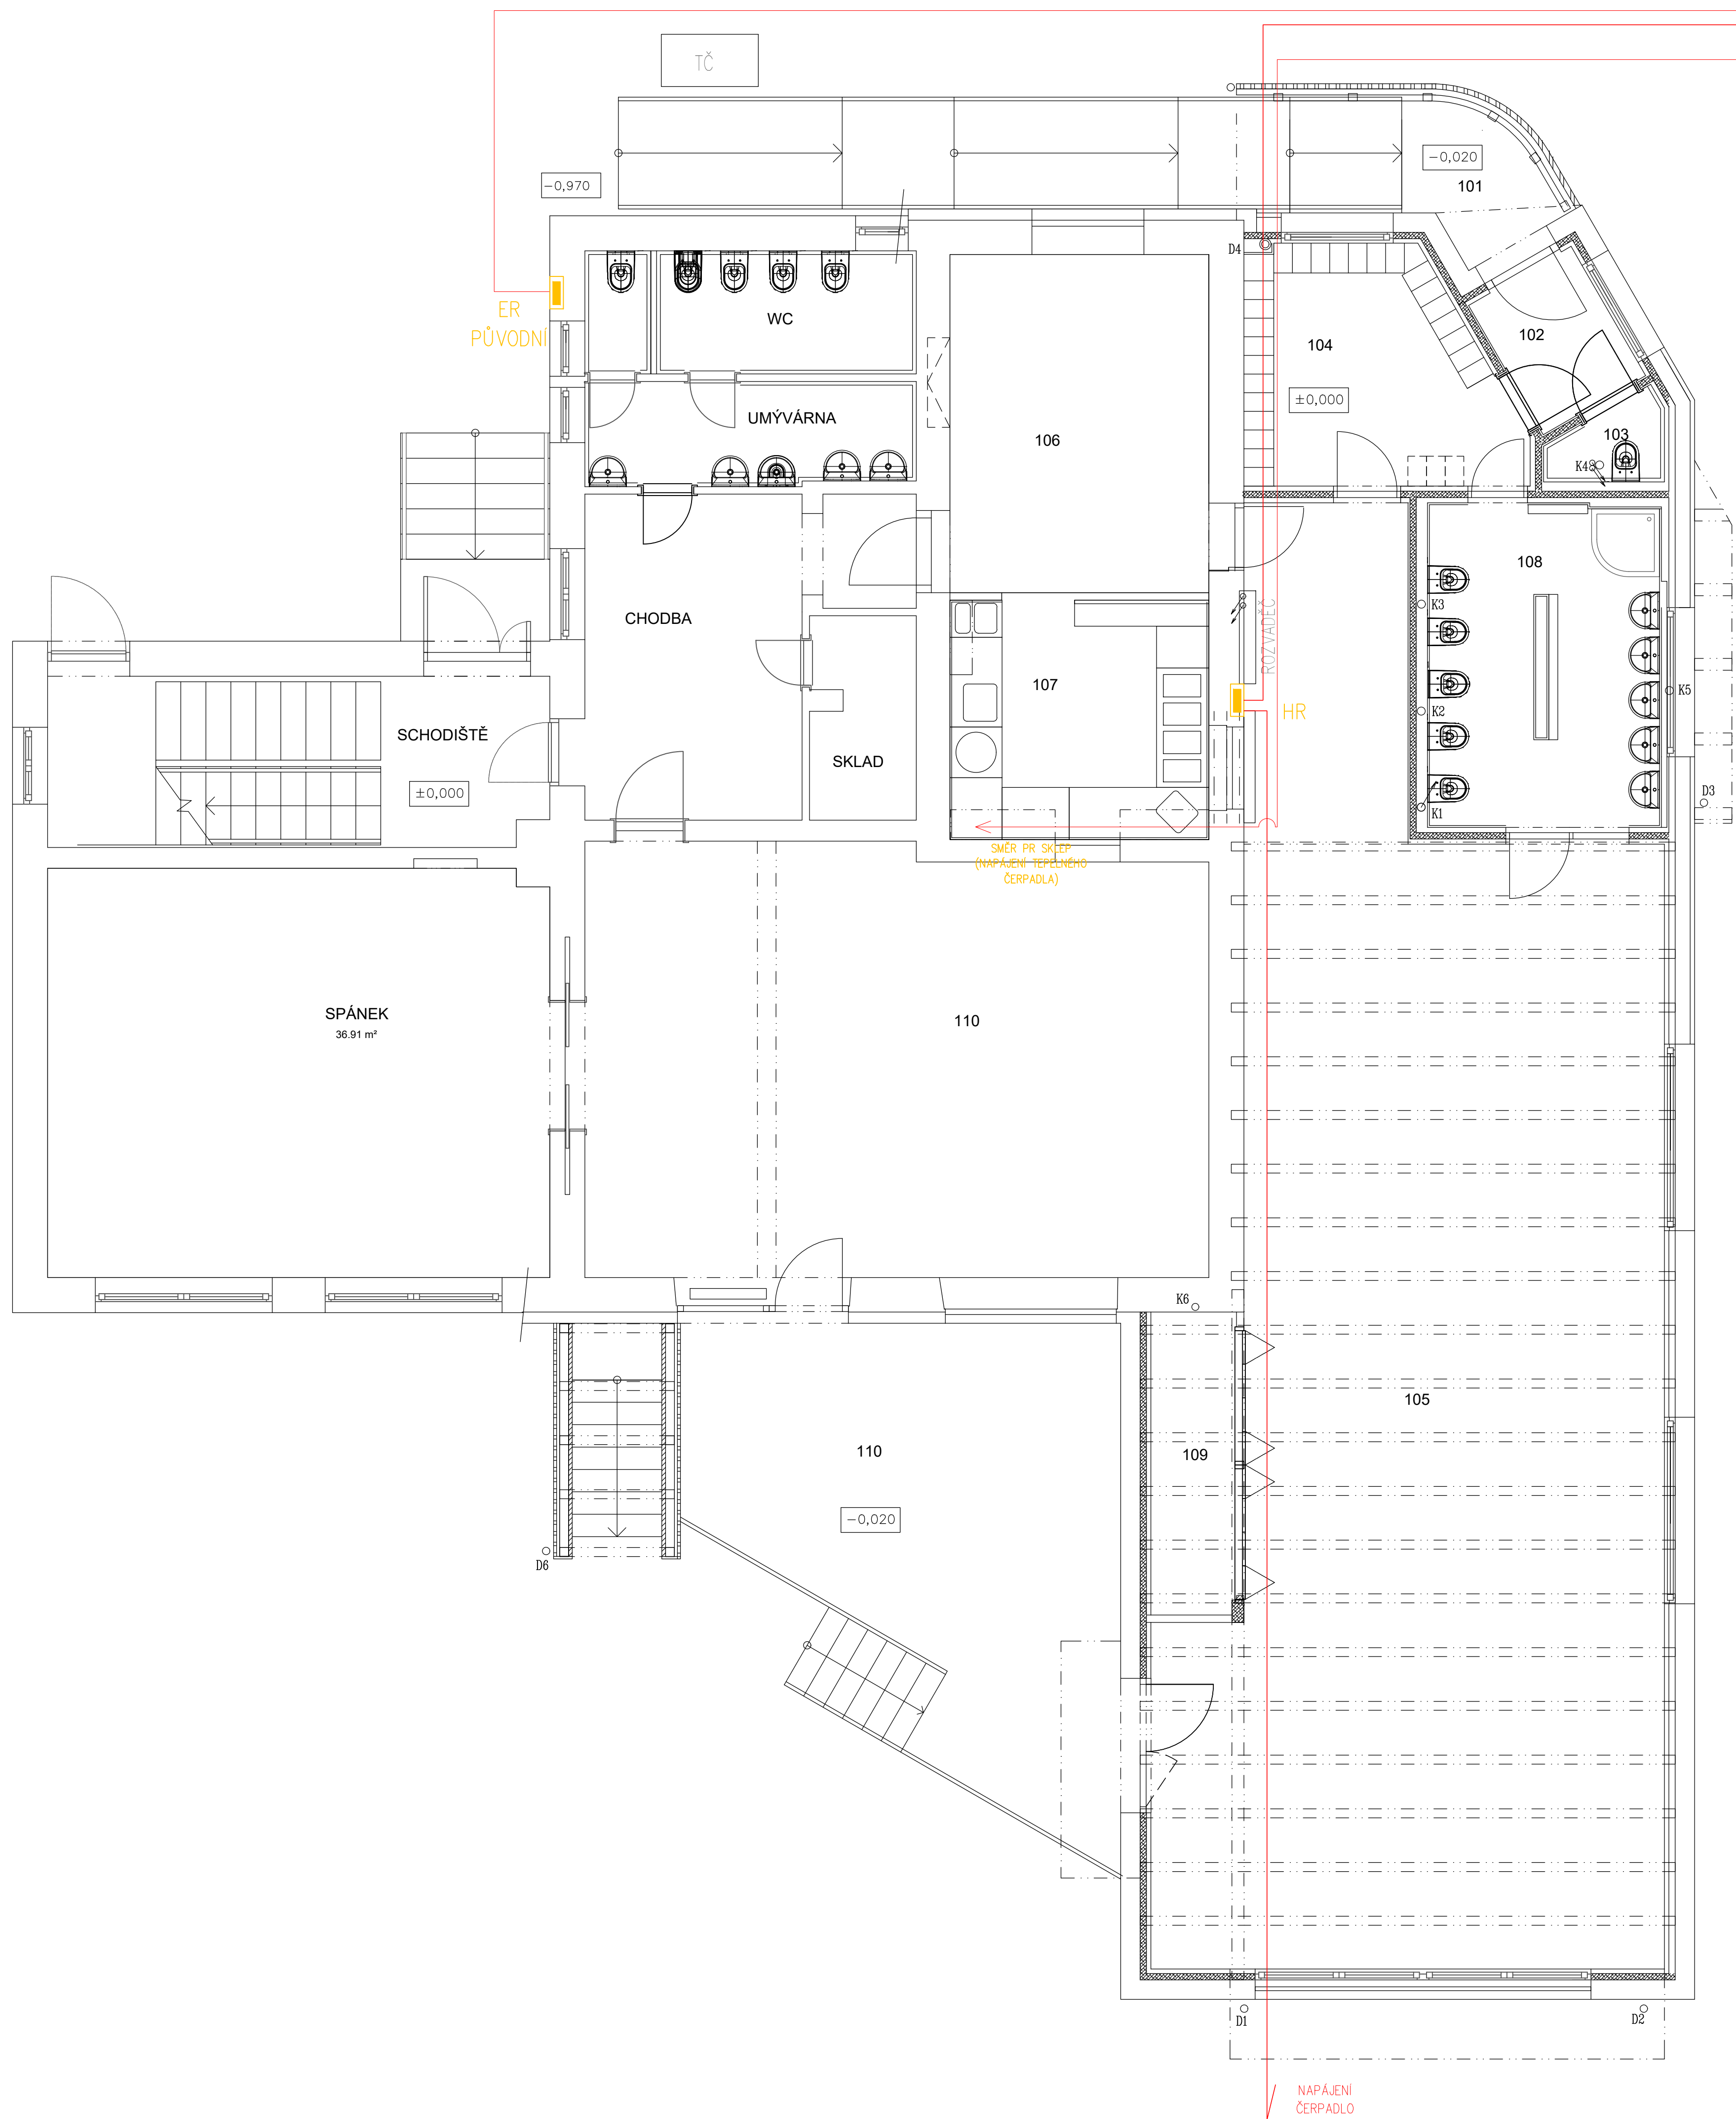 TČ
-0,020
-0,970
101
D4
ER
PŮVODNÍ
WC
102
104
±0,000
UMÝVÁRNA
106
103
K4
108
CHODBA
K3
ROZVADĚČ
107
K5
HR
K2
SCHODIŠTĚ
SKLAD
±0,000
D3
K1
SMĚR PR SKLEP
(NAPÁJENÍ TEPELNÉHO
ČERPADLA)
SPÁNEK
36.91 m²
110
K6
105
110
109
-0,020
D6
D1
D2
NAPÁJENÍ
ČERPADLO